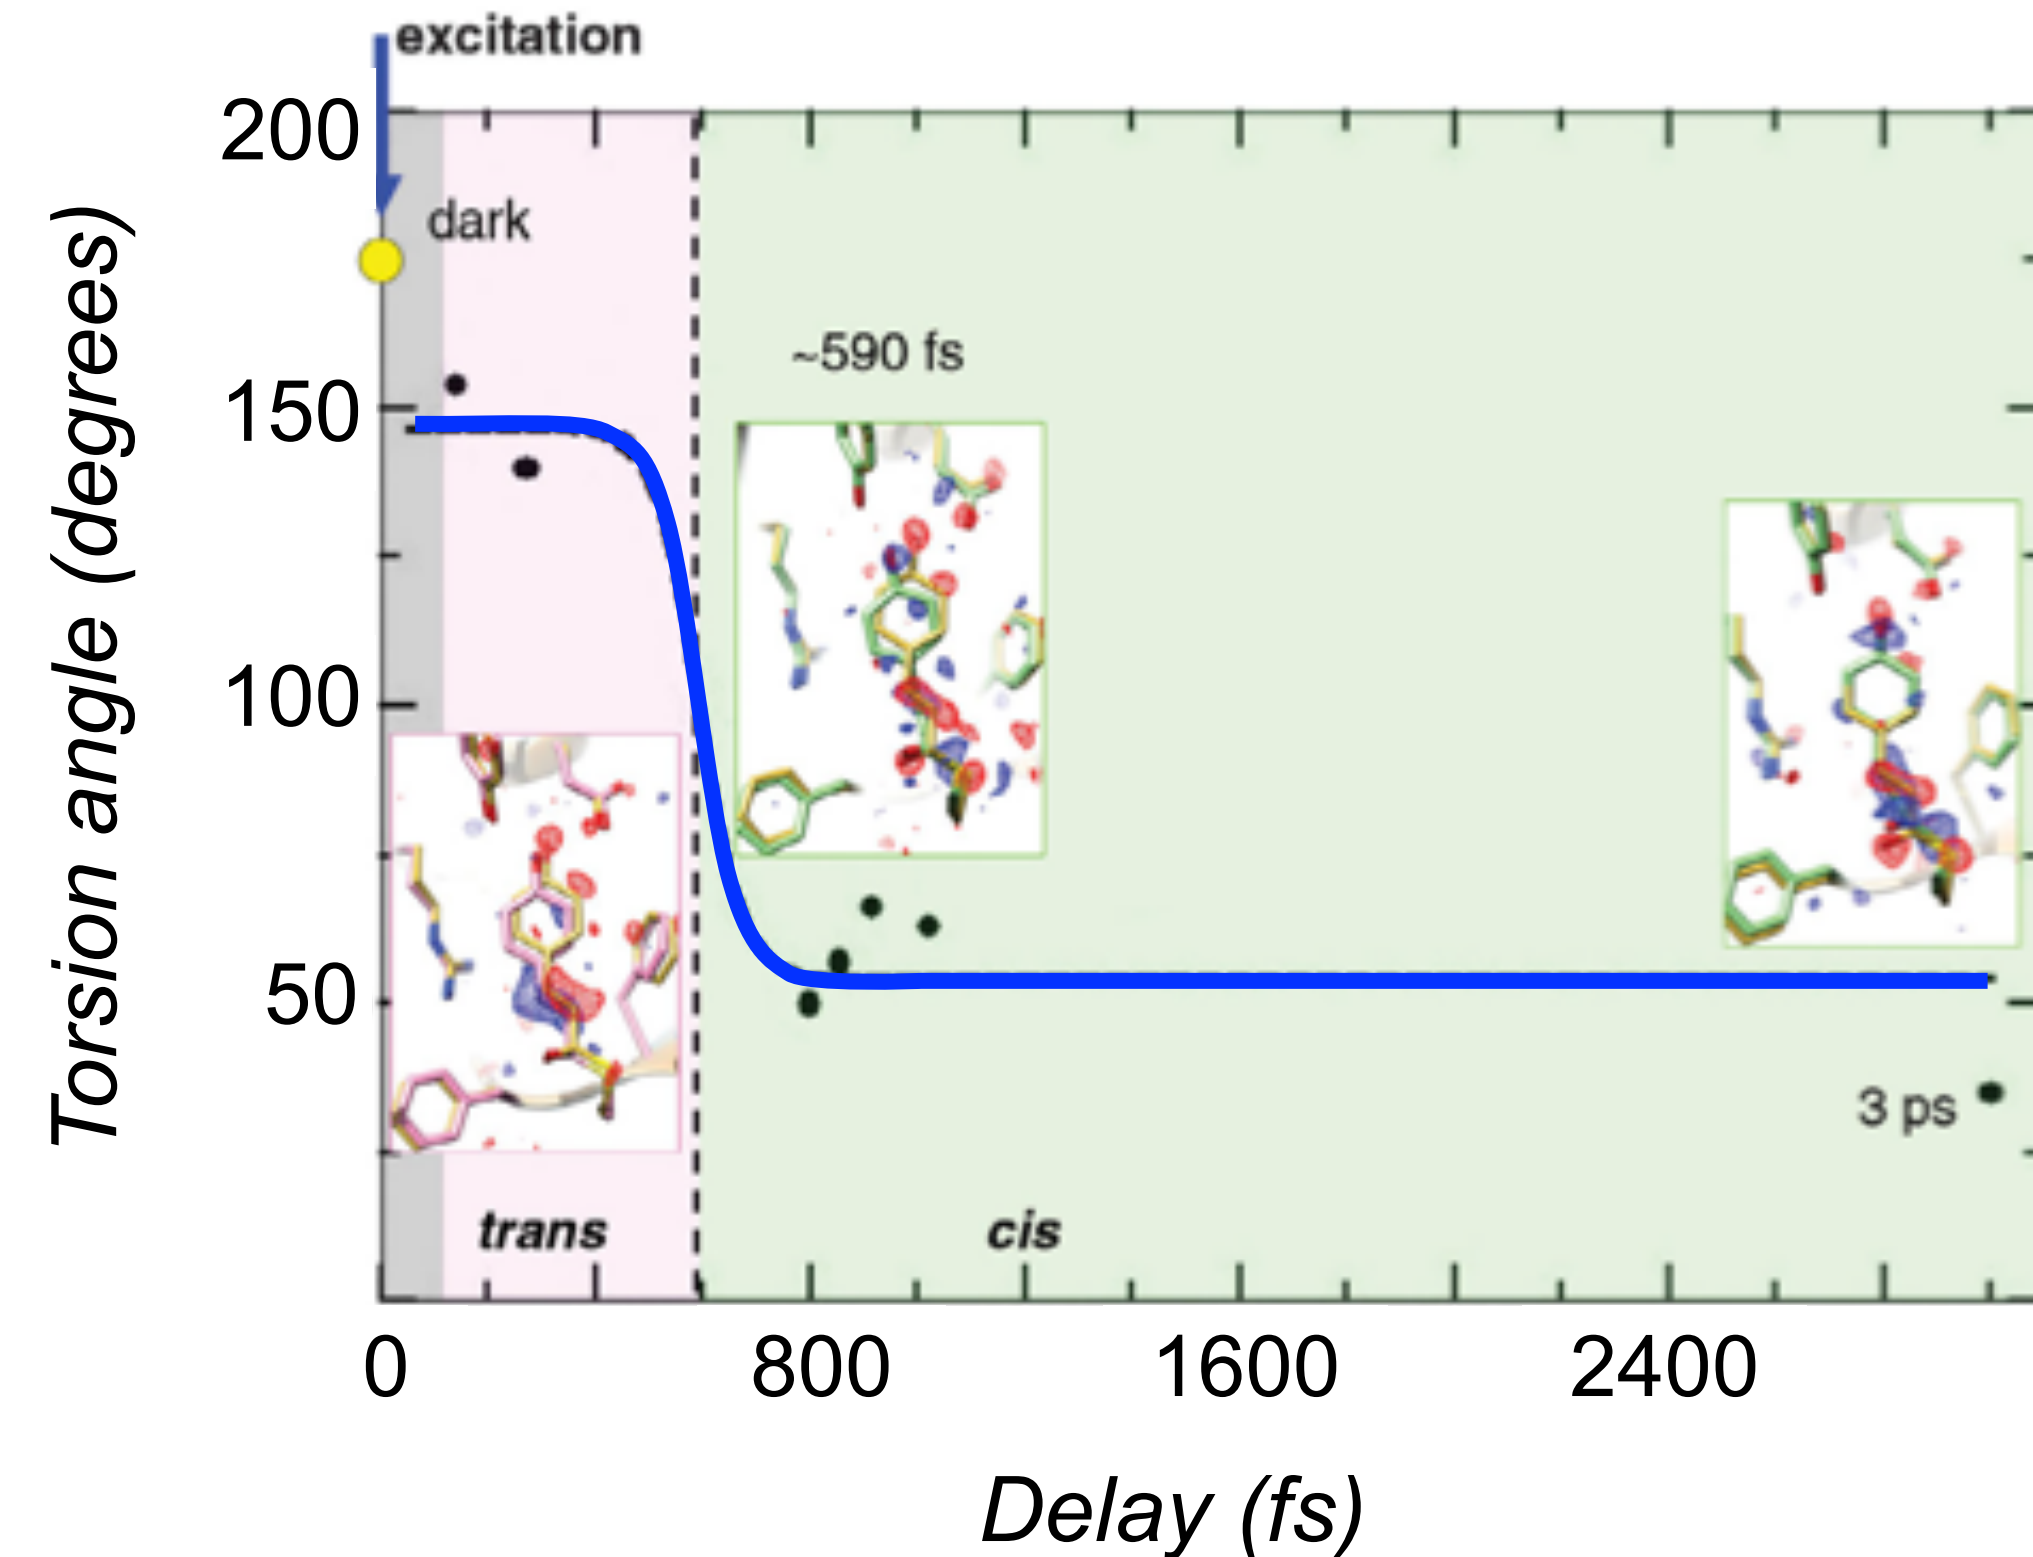 excitation
200
dark
150
~590 fs
100
50
3 ps
trans
cis
0
800
1600
2400
Torsion angle (degrees)
Delay (fs)